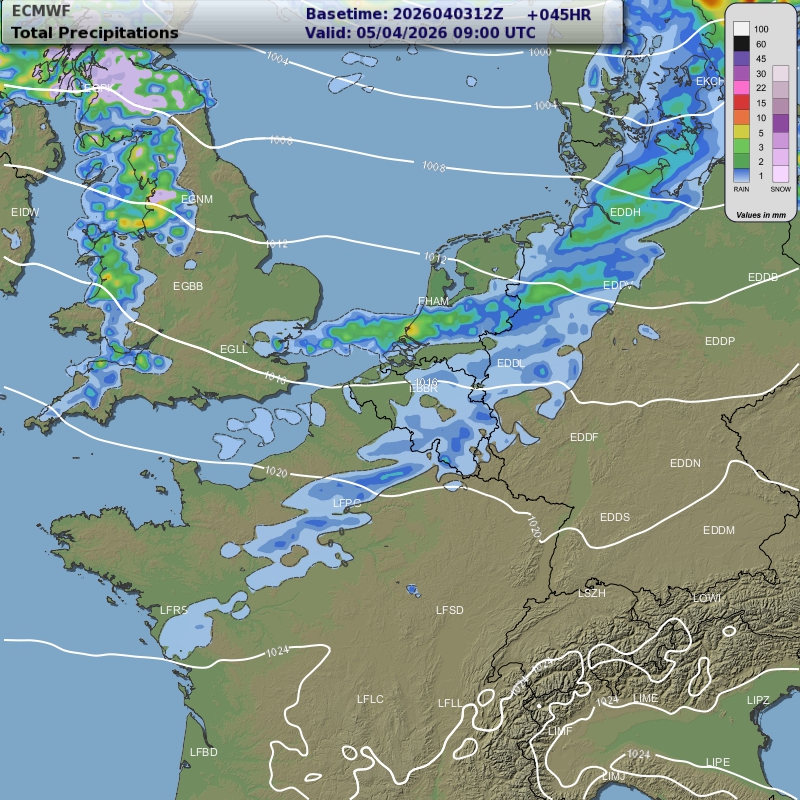 ECMWF
Total Precipitations
Basetime: 2026040312Z +045HR
Valid: 05/04/2026 09:00 UTC
100
60
45
30
22
15
10
5
3
2
1
RAIN SNOW
Values in mm
1000
1004
1004
EKCH
EGPK
1008
1008
EGNM
EIDW
EDDH
1012
1012
EGBB
EDDB
EDDV
EHAM
EDDP
EGLL
EDDL
1016
1016
EBBR
EDDF
EDDN
1020
LFPG
EDDS
1020
EDDM
LSZH
LOWI
LFRS
LFSD
1024
1024
LFLC
LFLL
1024
LIME
LIPZ
LIMF
LFBD
1024
LIPE
LIMJ